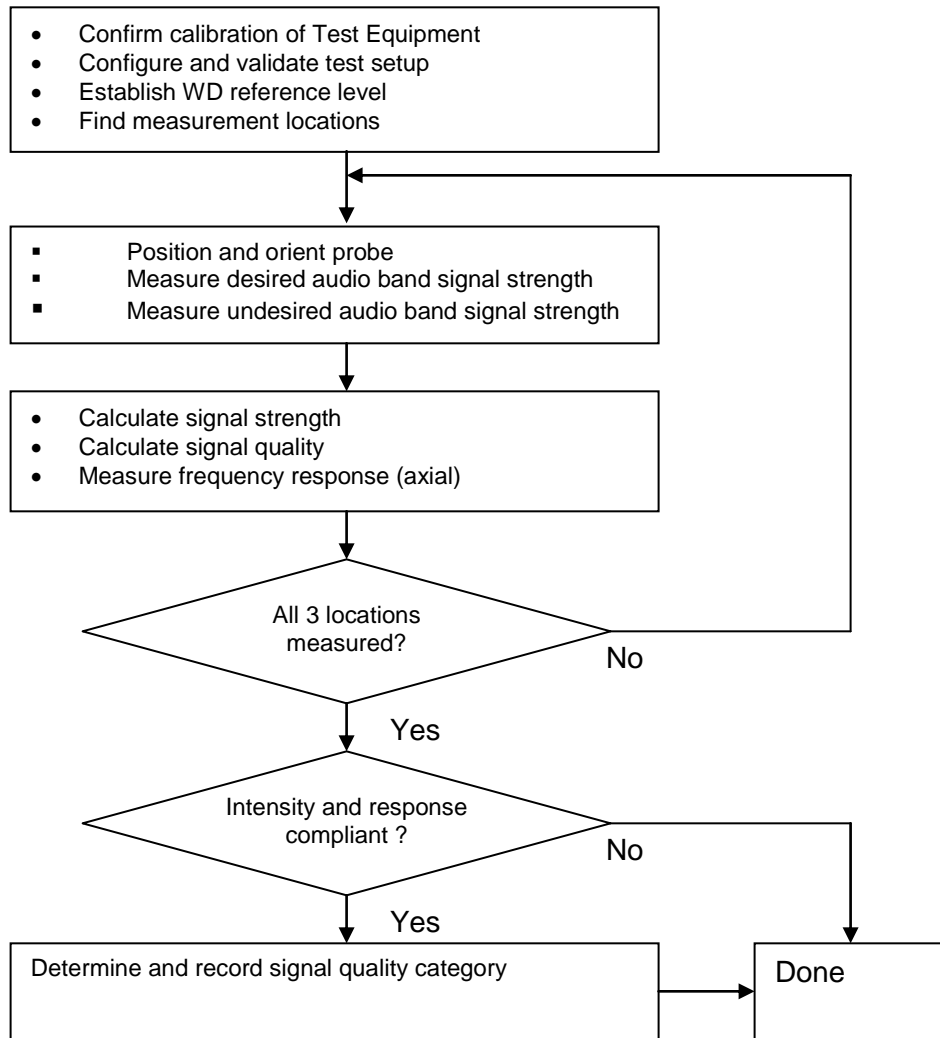 • Confirm calibration of Test Equipment
• Configure and validate test setup
• Establish WD reference level
• Find measurement locations
▪ Position and orient probe
▪ Measure desired audio band signal strength
▪ Measure undesired audio band signal strength
• Calculate signal strength
• Calculate signal quality
• Measure frequency response (axial)
All 3 locations
measured?
No
Yes
Intensity and response
compliant ?
No
Yes
Determine and record signal quality category
Done